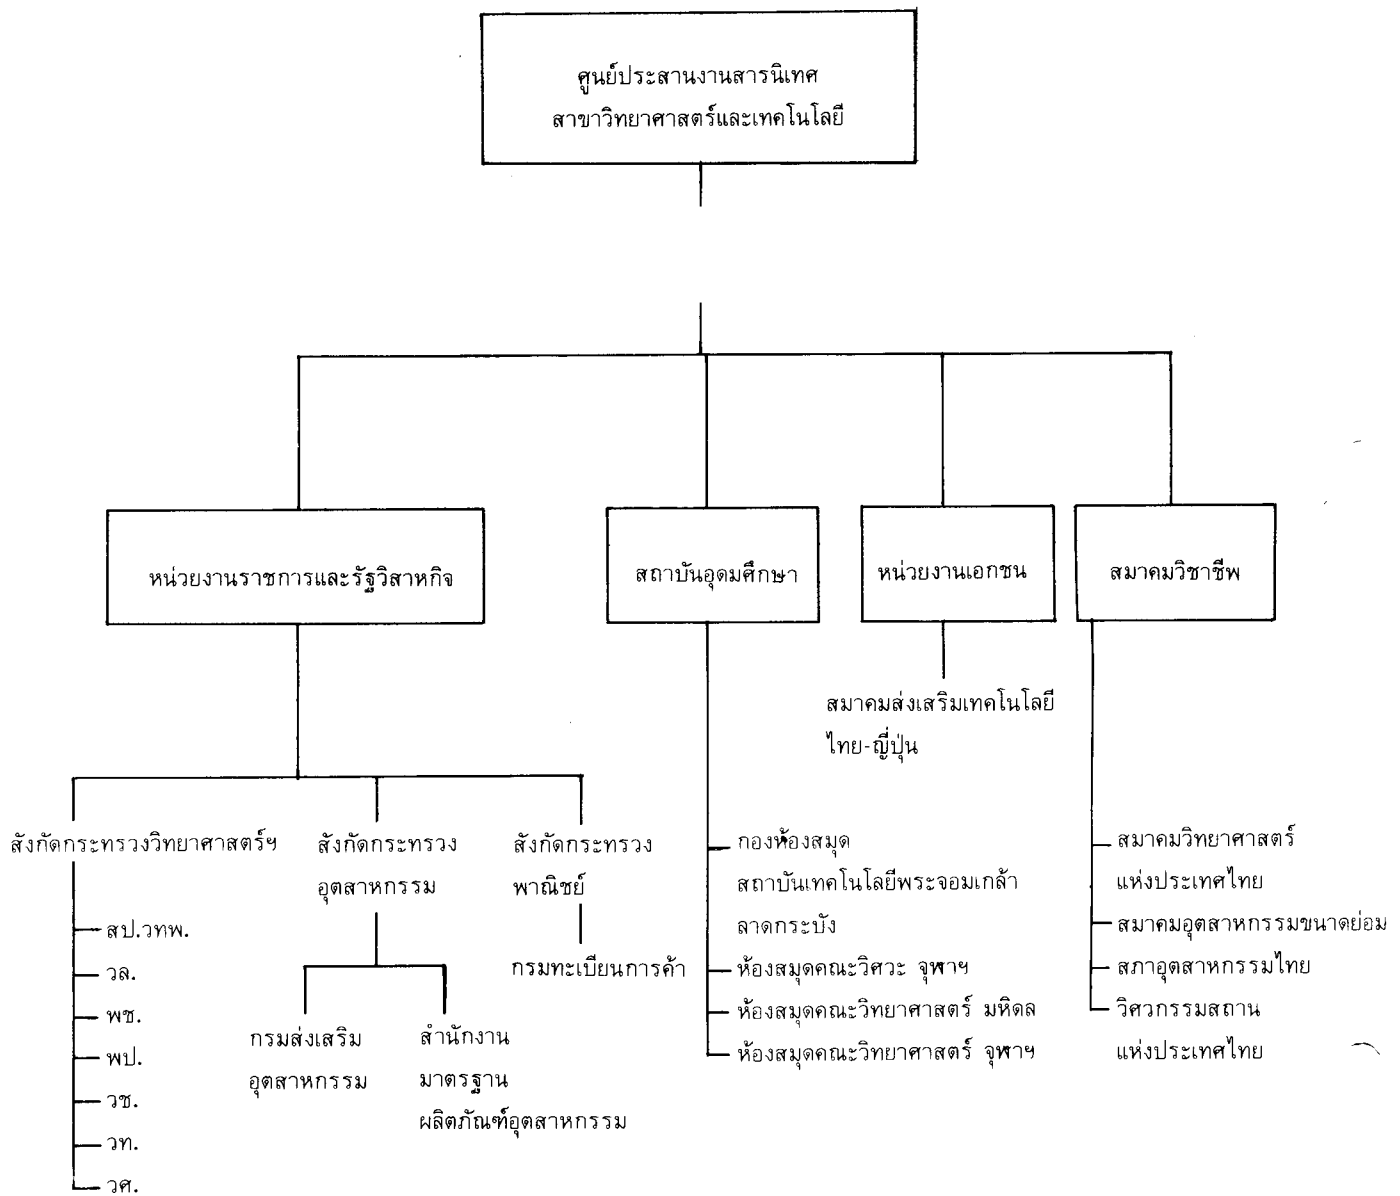 ศูนย์ประสานงานสารนิเทศ
สาขาวิทยาศาสตร์และเทคโนโลยี
หน่วยงานราชการและรัฐวิสาหกิจ
สถาบันอุดมศึกษา
หน่วยงานเอกชน
สมาคมวิชาชีพ
สมาคมส่งเสริมเทคโนโลยี
ไทย-ญี่ปุ่น
สังกัดกระทรวงวิทยาศาสตร์ฯ
สป.วทพ.
วล.
พช.
พป.
วช.
วท.
วศ.
สังกัดกระทรวง
อุตสาหกรรม
กรมส่งเสริม
อุตสาหกรรม
สำนักงาน
มาตรฐาน
ผลิตภัณฑ์อุตสาหกรรม
สังกัดกระทรวง
พาณิชย์
กรมทะเบียนการค้า
กองห้องสมุด
สถาบันเทคโนโลยีพระจอมเกล้า
ลาดกระบัง
ห้องสมุดคณะวิศวะ จุฬาฯ
ห้องสมุดคณะวิทยาศาสตร์ มหิดล
ห้องสมุดคณะวิทยาศาสตร์ จุฬาฯ
สมาคมวิทยาศาสตร์
แห่งประเทศไทย
สมาคมอุตสาหกรรมขนาดย่อม
สภาอุตสาหกรรมไทย
วิศวกรรมสถาน
แห่งประเทศไทย